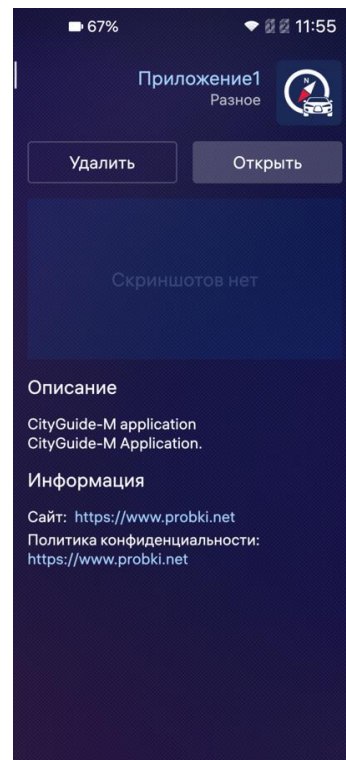 67% 11:55
Приложение1
Разное
N
Удалить Открыть
Скриншотов нет
Описание
CityGuide-M application
CityGuide-M Application.
Информация
Сайт: https://www.probki.net
Политика конфиденциальности:
https://www.probki.net